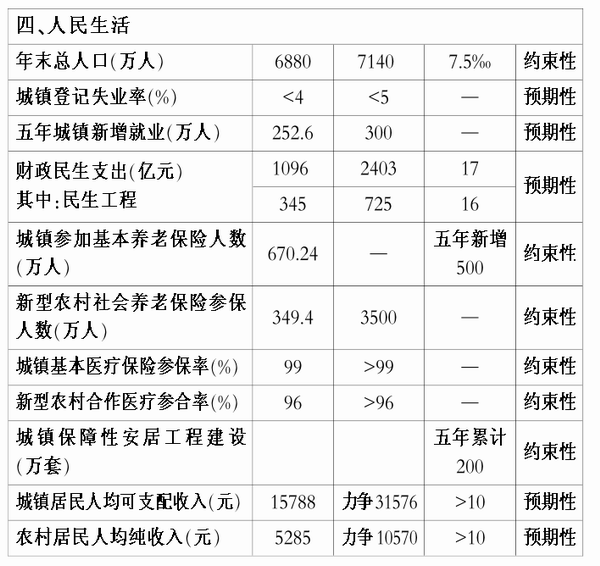 四、人民生活
年末总人口(万人) 6880 7140 7.5‰ 约束性
城镇登记失业率(%) <4 <5 — 预期性
五年城镇新增就业(万人) 252.6 300 — 预期性
财政民生支出(亿元) 1096 2403 17 预期性
其中:民生工程 345 725 16
城镇参加基本养老保险人数(万人) 670.24 — 五年新增500 约束性
新型农村社会养老保险参保人数(万人) 349.4 3500 — 约束性
城镇基本医疗保险参保率(%) 99 >99 — 约束性
新型农村合作医疗参合率(%) 96 >96 — 约束性
城镇保障性安居工程建设(万套) 五年累计200 约束性
城镇居民人均可支配收入(元) 15788 力争31576 >10 预期性
农村居民人均纯收入(元) 5285 力争10570 >10 预期性